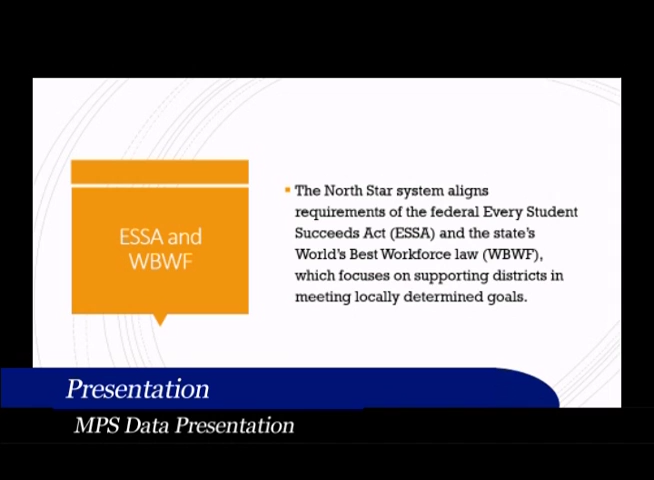 ESSA and
WBWF
The North Star system aligns
requirements of the federal Every Student
Succeeds Act (ESSA) and the state's
World's Best Workforce law (WBWF),
which focuses on supporting districts in
meeting locally determined goals.
Presentation
MPS Data Presentation